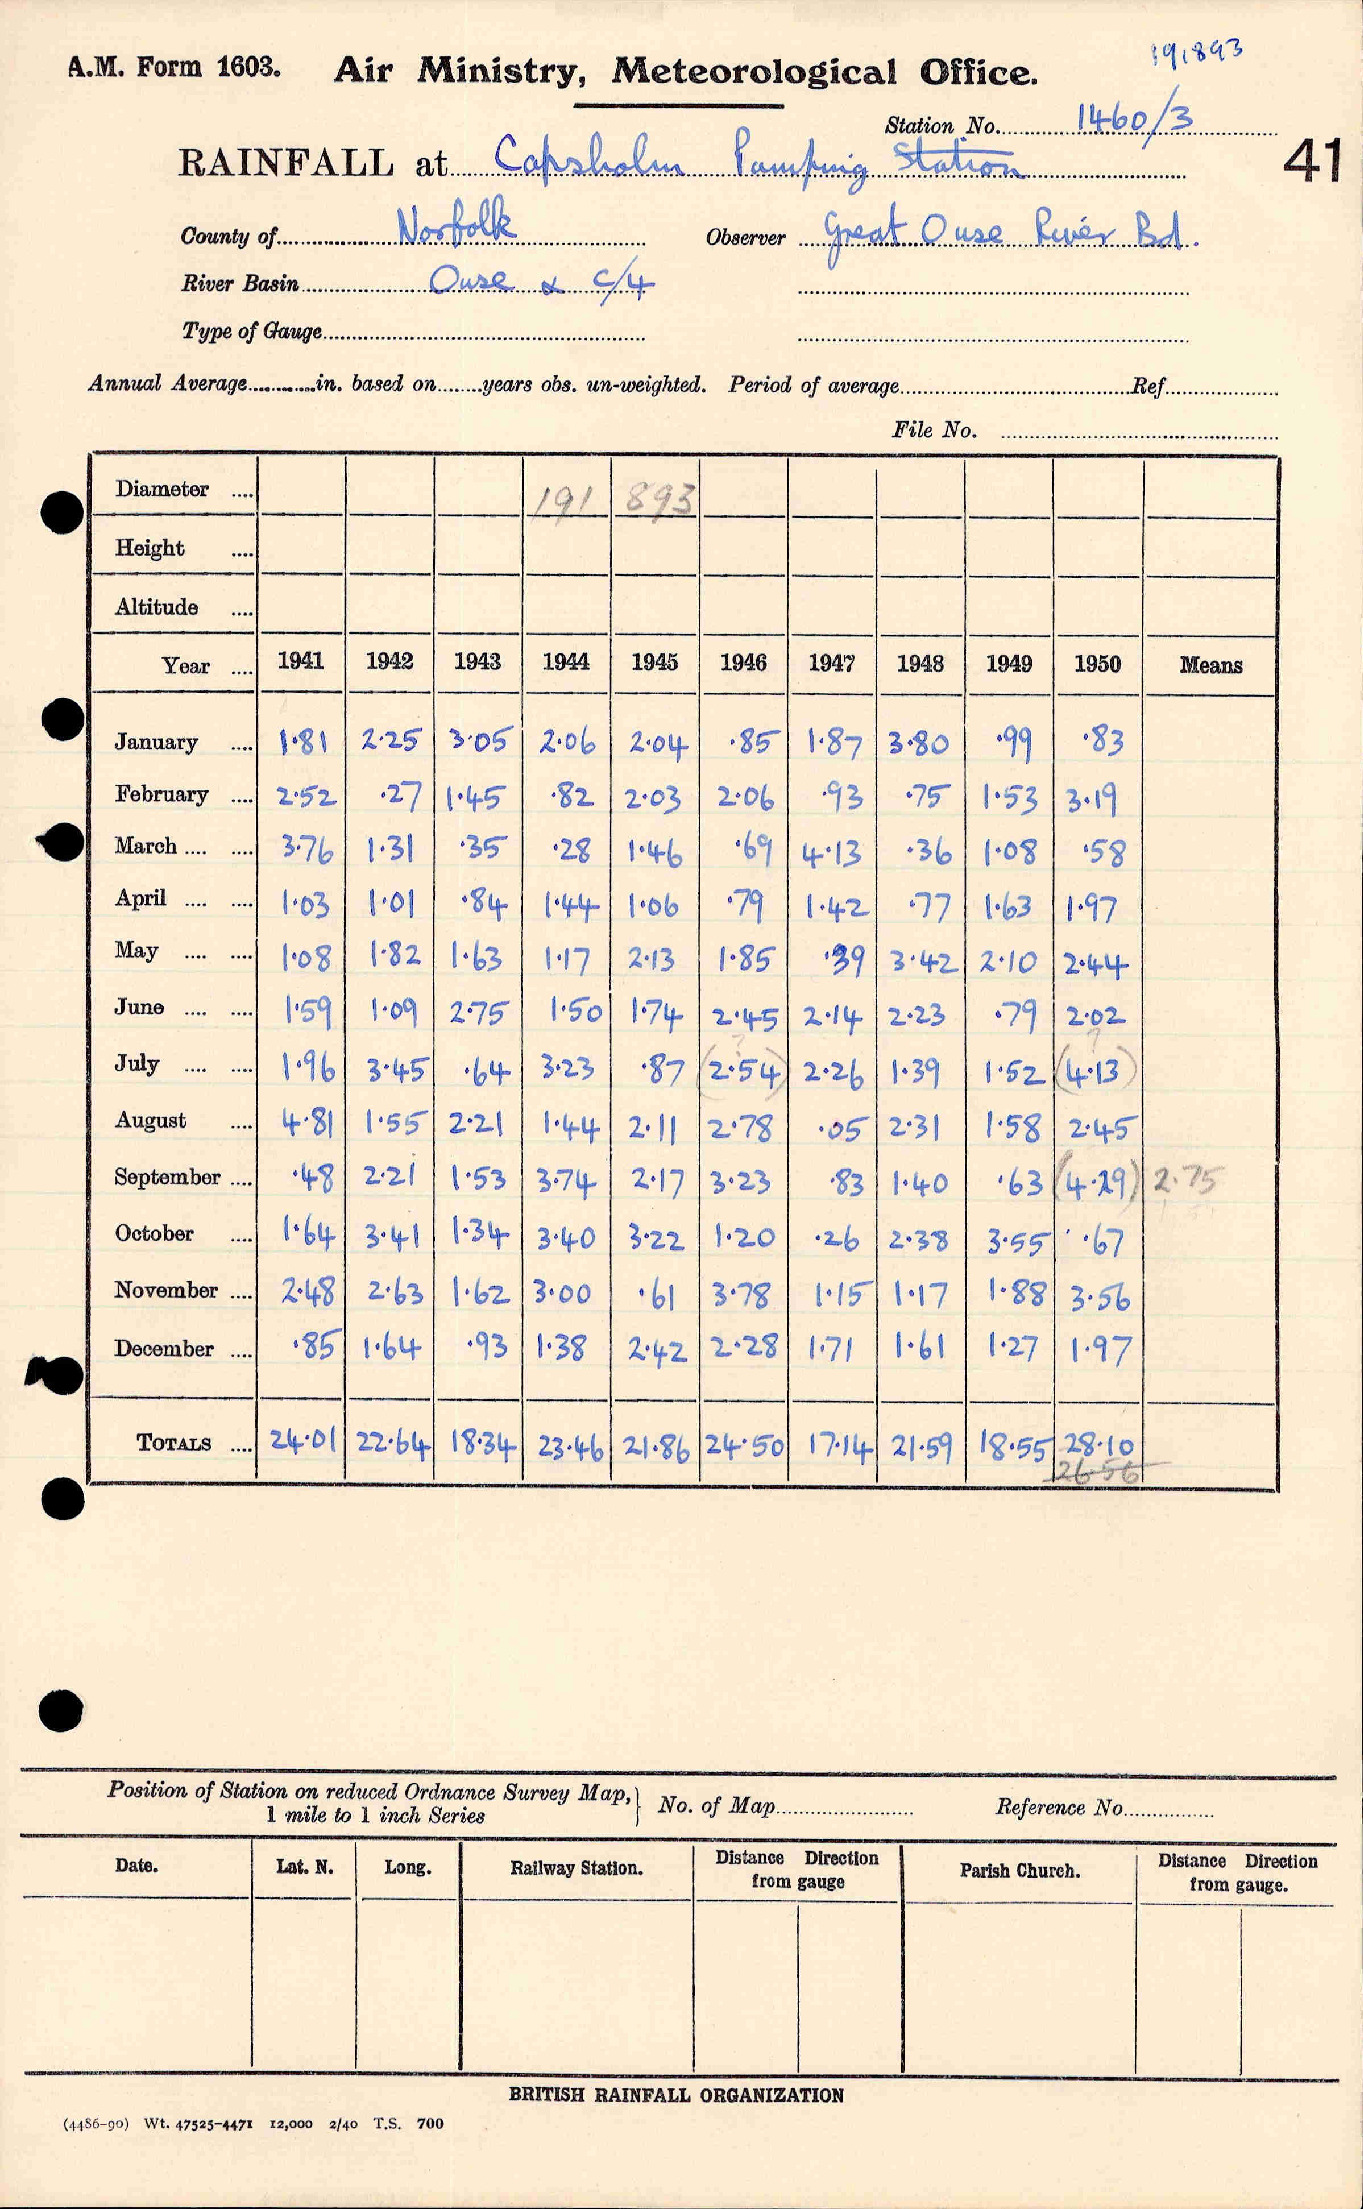 191893
A.M. Form 1603. Air Ministry, Meteorological Office.
Station No. 1460/3
RAINFALL at Capsholm Pumping Station 41
County of Norfolk Observer Great Ouse River Bd.
River Basin Ouse & C/4
Type of Gauge
Annual Average in. based on years obs. un-weighted. Period of average Ref.
File No.
Diameter 191 893
Height
Altitude
Year 1941 1942 1943 1944 1945 1946 1947 1948 1949 1950 Means
January 1.81 2.25 3.05 2.06 2.04 .85 1.87 3.80 .99 .83
February 2.52 .27 1.45 .82 2.03 2.06 .93 .75 1.53 3.19
March 3.76 1.31 .35 .28 1.46 .69 4.13 .36 1.08 .58
April 1.03 1.01 .84 1.44 1.06 .79 1.42 .77 1.63 1.97
May 1.08 1.82 1.63 1.17 2.13 1.85 .39 3.42 2.10 2.44
June 1.59 1.09 2.75 1.50 1.74 2.45 2.14 2.23 .79 2.02
? ?
July 1.96 3.45 .64 3.23 .87 (2.54) 2.26 1.39 1.52 (4.13)
August 4.81 1.55 2.21 1.44 2.11 2.78 .05 2.31 1.58 2.45
September .48 2.21 1.53 3.74 2.17 3.23 .83 1.40 .63 (4.29) 2.75
October 1.64 3.41 1.34 3.40 3.22 1.20 .26 2.38 3.55 .67
November 2.48 2.63 1.62 3.00 .61 3.78 1.15 1.17 1.88 3.56
December .85 1.64 .93 1.38 2.42 2.28 1.71 1.61 1.27 1.97
TOTALS 24.01 22.64 18.34 23.46 21.86 24.50 17.14 21.59 18.55 28.10
26.56
Position of Station on reduced Ordnance Survey Map, } No. of Map Reference No.
1 mile to 1 inch Series
Date. Lat. N. Long. Railway Station. Distance Direction from gauge Parish Church. Distance Direction from gauge.
BRITISH RAINFALL ORGANIZATION
(4486-90) Wt. 47525-4471 12,000 2/40 T.S. 700